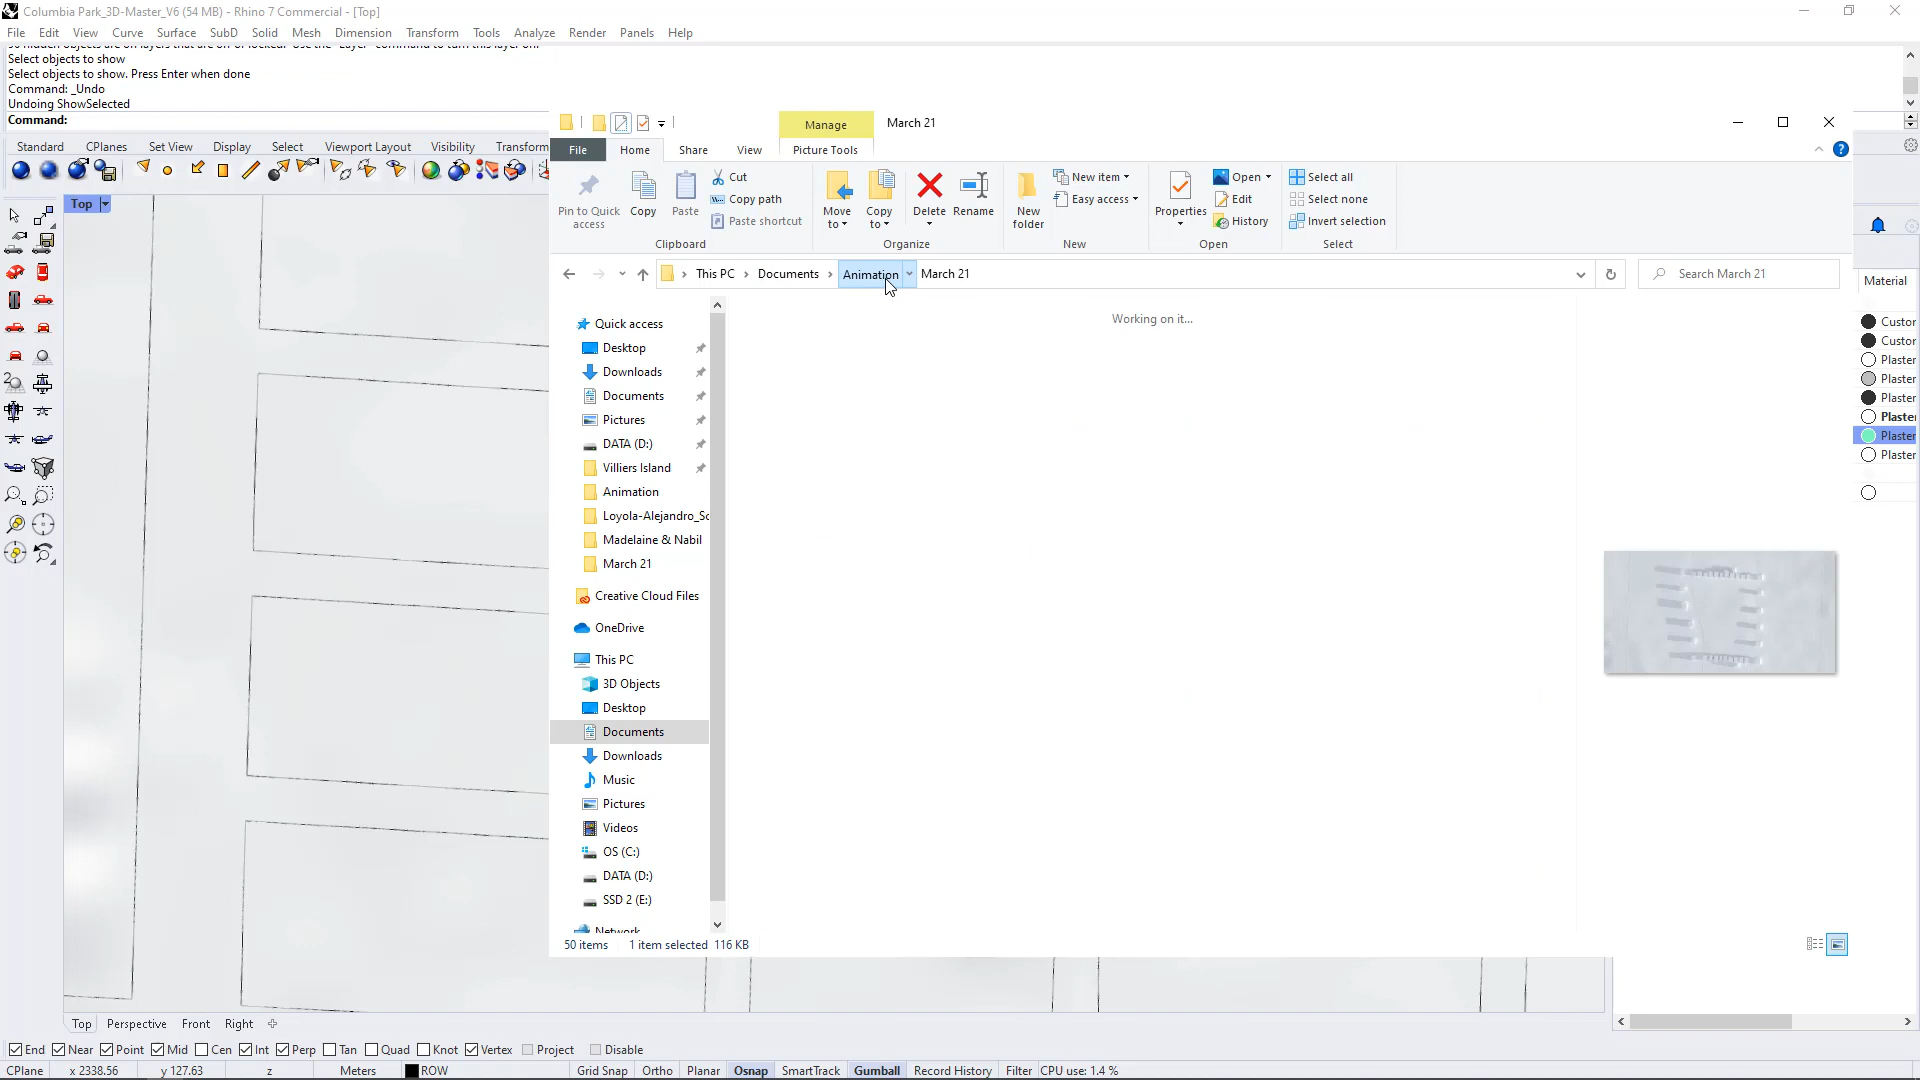 Columbia Park_3D-Master_V6 (54 MB) - Rhino 7 Commercial - [Top]
File Edit View Curve Surface SubD Solid Mesh Dimension Transform Tools Analyze Render Panels Help
Select objects to show
Select objects to show. Press Enter when done
Command: _Undo
Undoing ShowSelected
Command:
Standard CPlanes Set View Display Select Viewport Layout Visibility Transform
Top
Manage March 21
File Home Share View Picture Tools
Pin to Quick access
Copy
Paste
Cut
Copy path
Paste shortcut
Clipboard
Move to
Copy to
Delete
Rename
Organize
New folder
New item
Easy access
New
Properties
Open
Edit
History
Open
Select all
Select none
Invert selection
Select
This PC Documents Animation March 21
Search March 21
Working on it...
Quick access
Desktop
Downloads
Documents
Pictures
DATA (D:)
Villiers Island
Animation
Loyola-Alejandro_Sc
Madelaine & Nabil
March 21
Creative Cloud Files
OneDrive
This PC
3D Objects
Desktop
Documents
Downloads
Music
Pictures
Videos
OS (C:)
DATA (D:)
SSD 2 (E:)
Network
50 items 1 item selected 116 KB
Material
Custor
Custor
Plaster
Plaster
Plaster
Plaste
Plaster
Plaster
Top Perspective Front Right
End Near Point Mid Cen Int Perp Tan Quad Knot Vertex Project Disable
CPlane x 2338.56 y 127.63 z Meters ROW Grid Snap Ortho Planar Osnap SmartTrack Gumball Record History Filter CPU use: 1.4 %